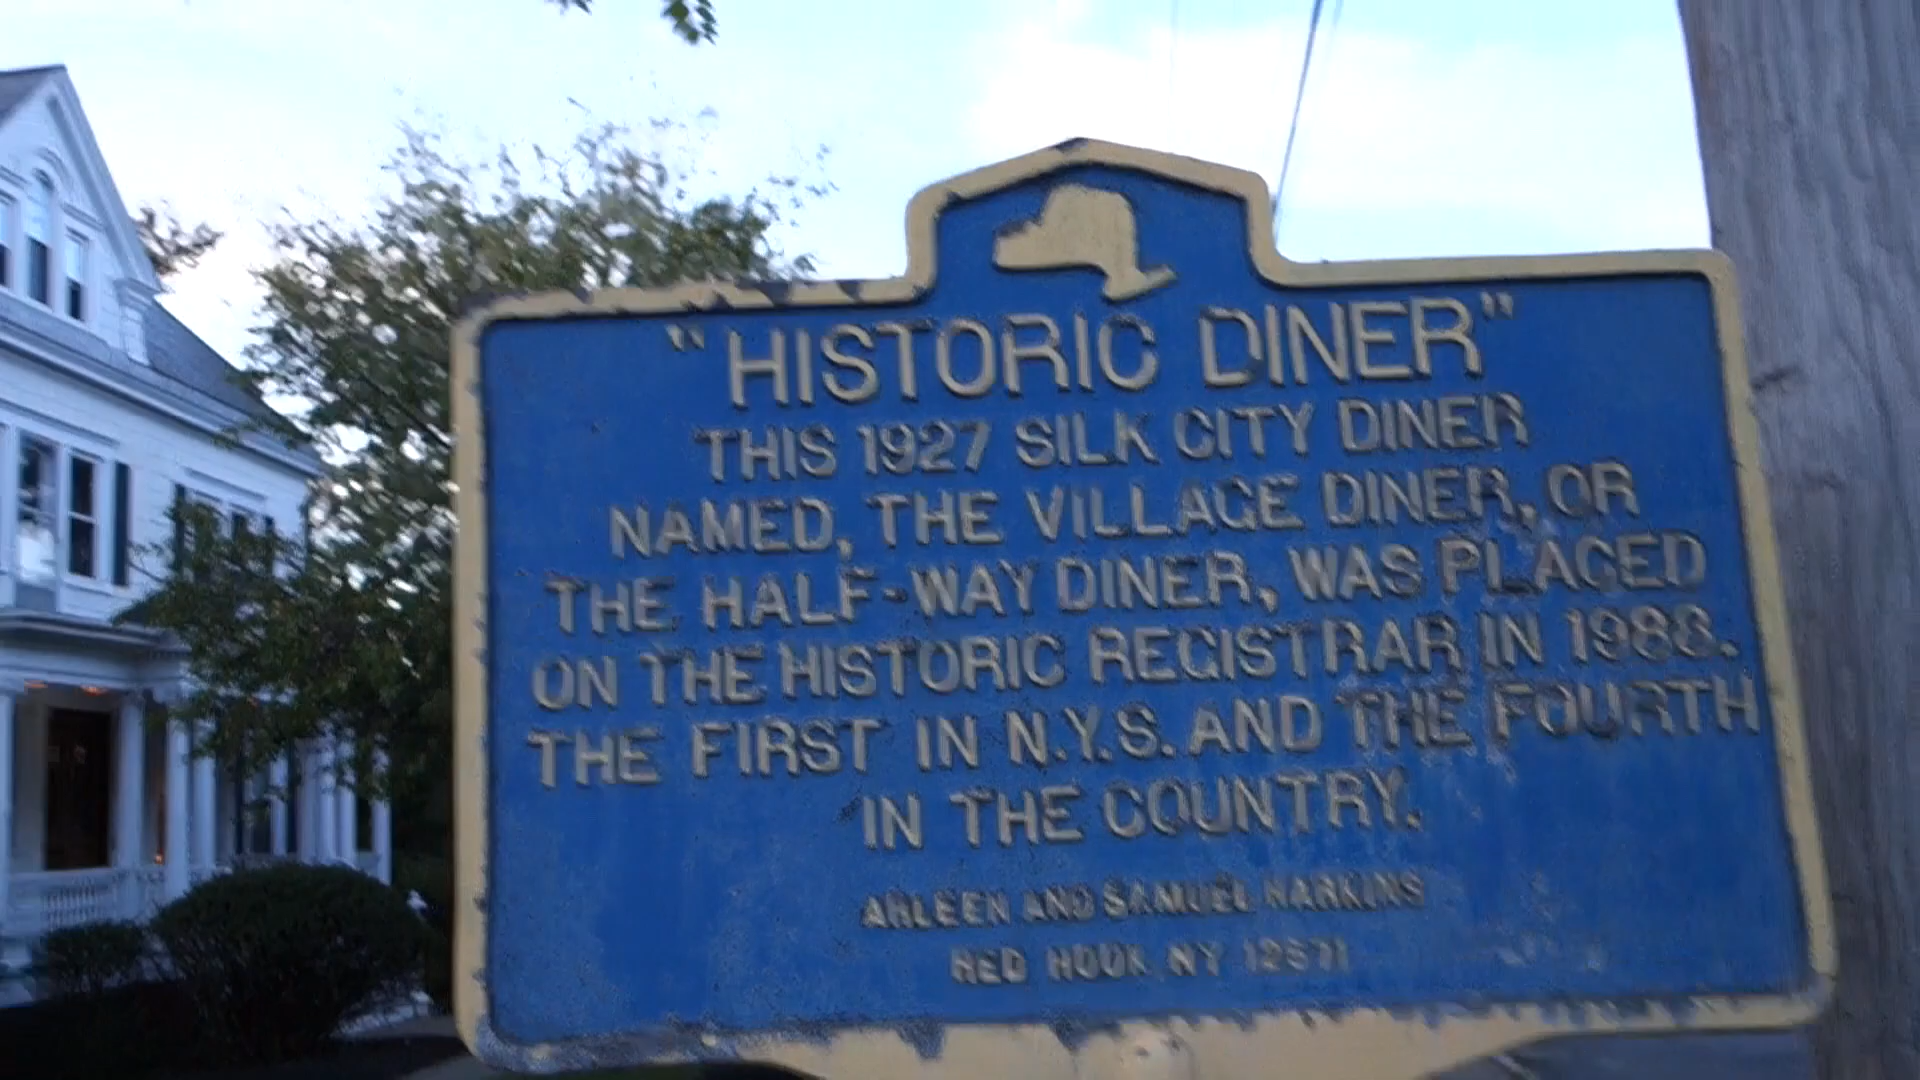 "HISTORIC DINER"
THIS 1927 SILK CITY DINER
NAMED, THE VILLAGE DINER, OR
THE HALF-WAY DINER, WAS PLACED
ON THE HISTORIC REGISTRAR IN 1988.
THE FIRST IN N.Y.S. AND THE FOURTH
IN THE COUNTRY.
ARLEEN AND SAMUEL HARKINS
RED HOOK NY 12571